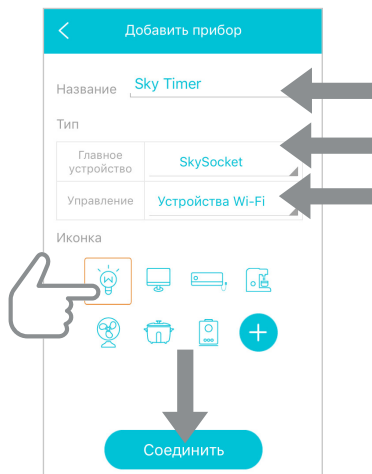 Добавить прибор
Название Sky Timer
Тип
Главное
устройство
SkySocket
Управление Устройства Wi-Fi
Иконка
Соединить